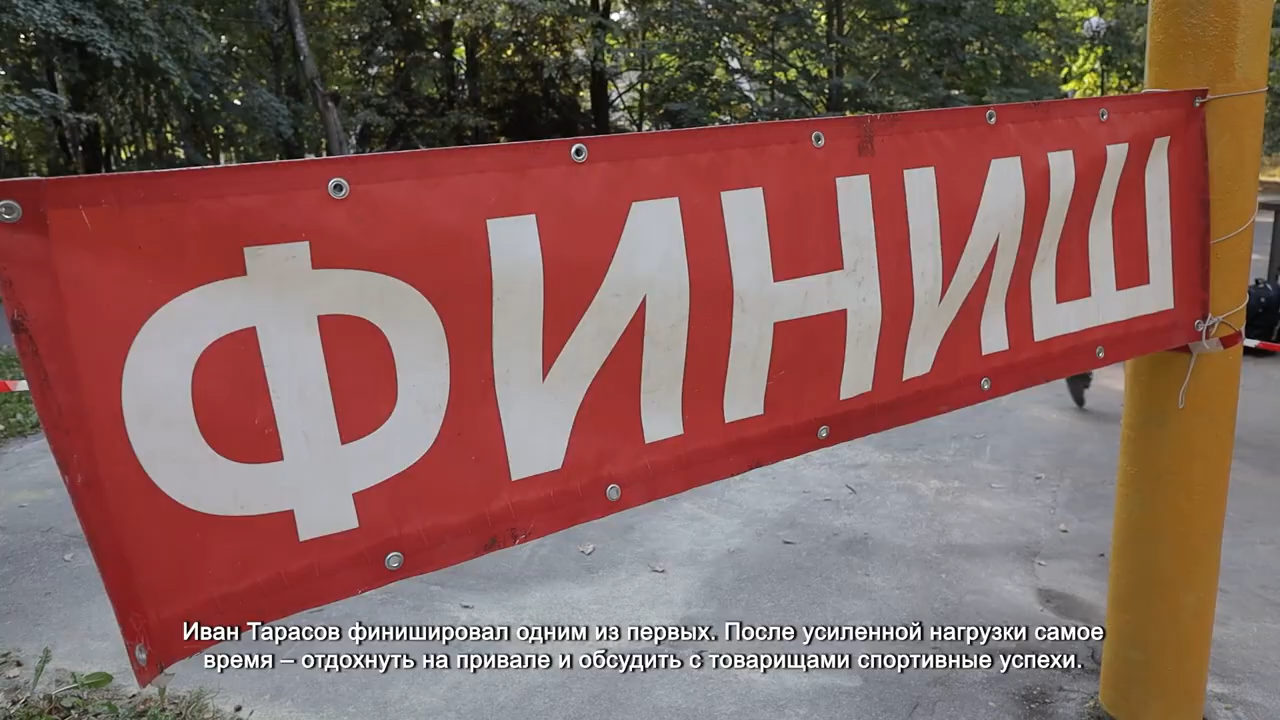 ФИНИШ
Иван Тарасов финишировал одним из первых. После усиленной нагрузки самое
время – отдохнуть на привале и обсудить с товарищами спортивные успехи.